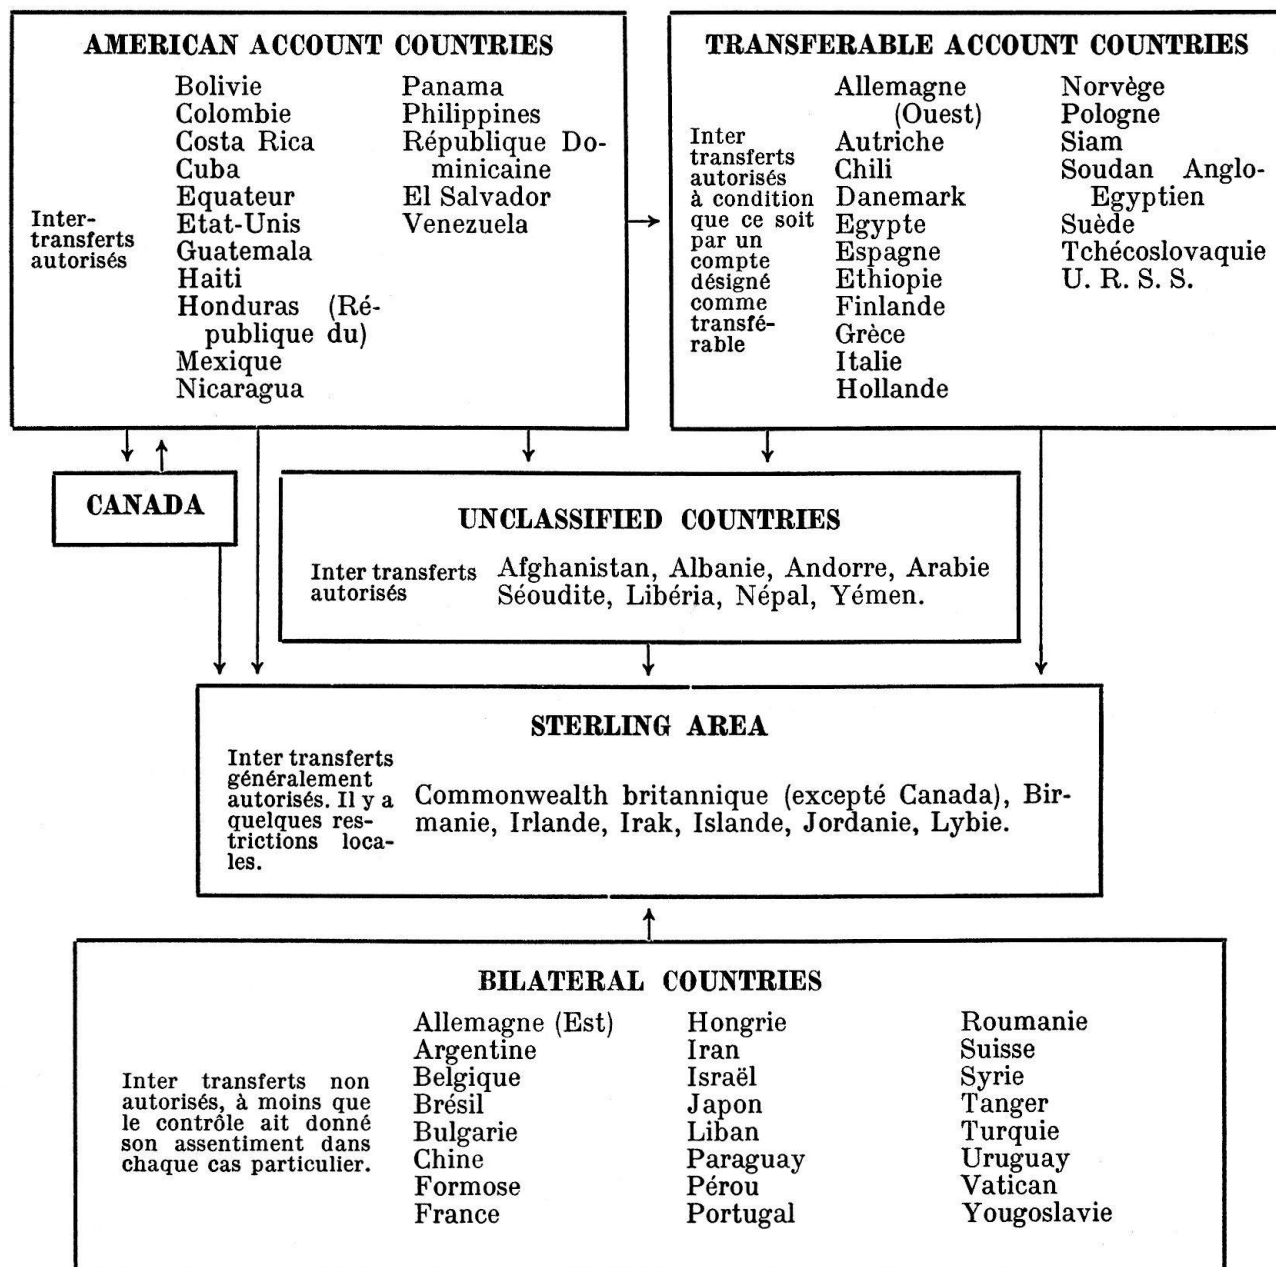 AMERICAN ACCOUNT COUNTRIES
Inter-
transferts
autorisés
Bolivie
Colombie
Costa Rica
Cuba
Equateur
Etat-Unis
Guatemala
Haiti
Honduras (Ré-
publique du)
Mexique
Nicaragua
Panama
Philippines
République Do-
minicaine
El Salvador
Venezuela
TRANSFERABLE ACCOUNT COUNTRIES
Inter
transferts
autorisés
à condition
que ce soit
par un
compte
désigné
comme
transfé-
rable
Allemagne
(Ouest)
Autriche
Chili
Danemark
Egypte
Espagne
Ethiopie
Finlande
Grèce
Italie
Hollande
Norvège
Pologne
Siam
Soudan Anglo-
Egyptien
Suède
Tchécoslovaquie
U. R. S. S.
CANADA
UNCLASSIFIED COUNTRIES
Inter transferts
autorisés
Afghanistan, Albanie, Andorre, Arabie
Séoudite, Libéria, Népal, Yémen.
STERLING AREA
Inter transferts
généralement
autorisés. Il y a
quelques res-
trictions loca-
les.
Commonwealth britannique (excepté Canada), Bir-
manie, Irlande, Irak, Islande, Jordanie, Lybie.
BILATERAL COUNTRIES
Inter transferts non
autorisés, à moins que
le contrôle ait donné
son assentiment dans
chaque cas particulier.
Allemagne (Est)
Argentine
Belgique
Brésil
Bulgarie
Chine
Formose
France
Hongrie
Iran
Israël
Japon
Liban
Paraguay
Pérou
Portugal
Roumanie
Suisse
Syrie
Tanger
Turquie
Uruguay
Vatican
Yougoslavie